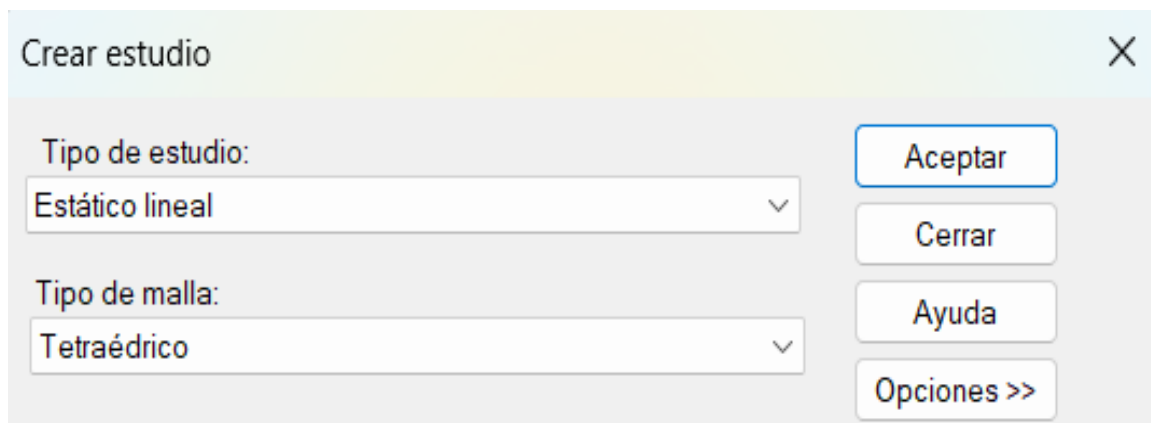 Crear estudio
Tipo de estudio:
Aceptar
Estático lineal
Cerrar
Tipo de malla:
Ayuda
Tetraédrico
Opciones >>